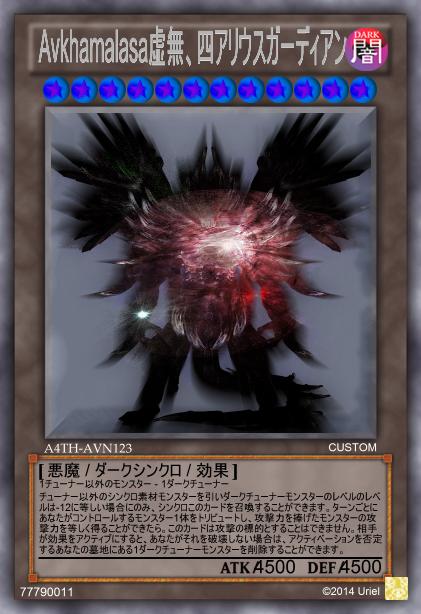 Avkhamalasa虚無、四アリウスガーディアン
DARK
闇
A4TH-AVN123
CUSTOM
[ 悪魔 / ダークシンクロ / 効果 ]
1チューナー以外のモンスター - 1ダークチューナー
チューナー以外のシンクロ素材モンスターを引いダークチューナーモンスターのレベルのレベ
ルは-12に等しい場合にのみ、シンクロのカードを召喚することができます。ターンごとに
あなたがコントロールするモンスター1体をトリビュートし、攻撃力を捧げたモンスターの攻
撃力を等しく得ることができたら。このカードは攻撃の標的とすることはできません。相手
が効果をアクティブにすると、あなたがそれを破壊しない場合は、アクティベーションを否定
するあなたの墓地にある1ダークチューナーモンスターを削除することができます。
ATK 4500 DEF 4500
77790011
©2014 Uriel